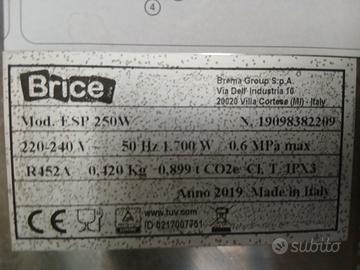 4
Brice
Brema Group S.p.A.
Via Dell' Industria 10
20020 Villa Cortese (MI) - Italy
Mod. ESP 250W N. 19098382209
220-240 V ~ 50 Hz 1.700 W 0,6 MPa max
R452A 0,420 Kg 0,899 t CO2e Cl. T IPX3
Anno 2019 Made in Italy
CE
www.tuv.com
ID 0217007751
subito